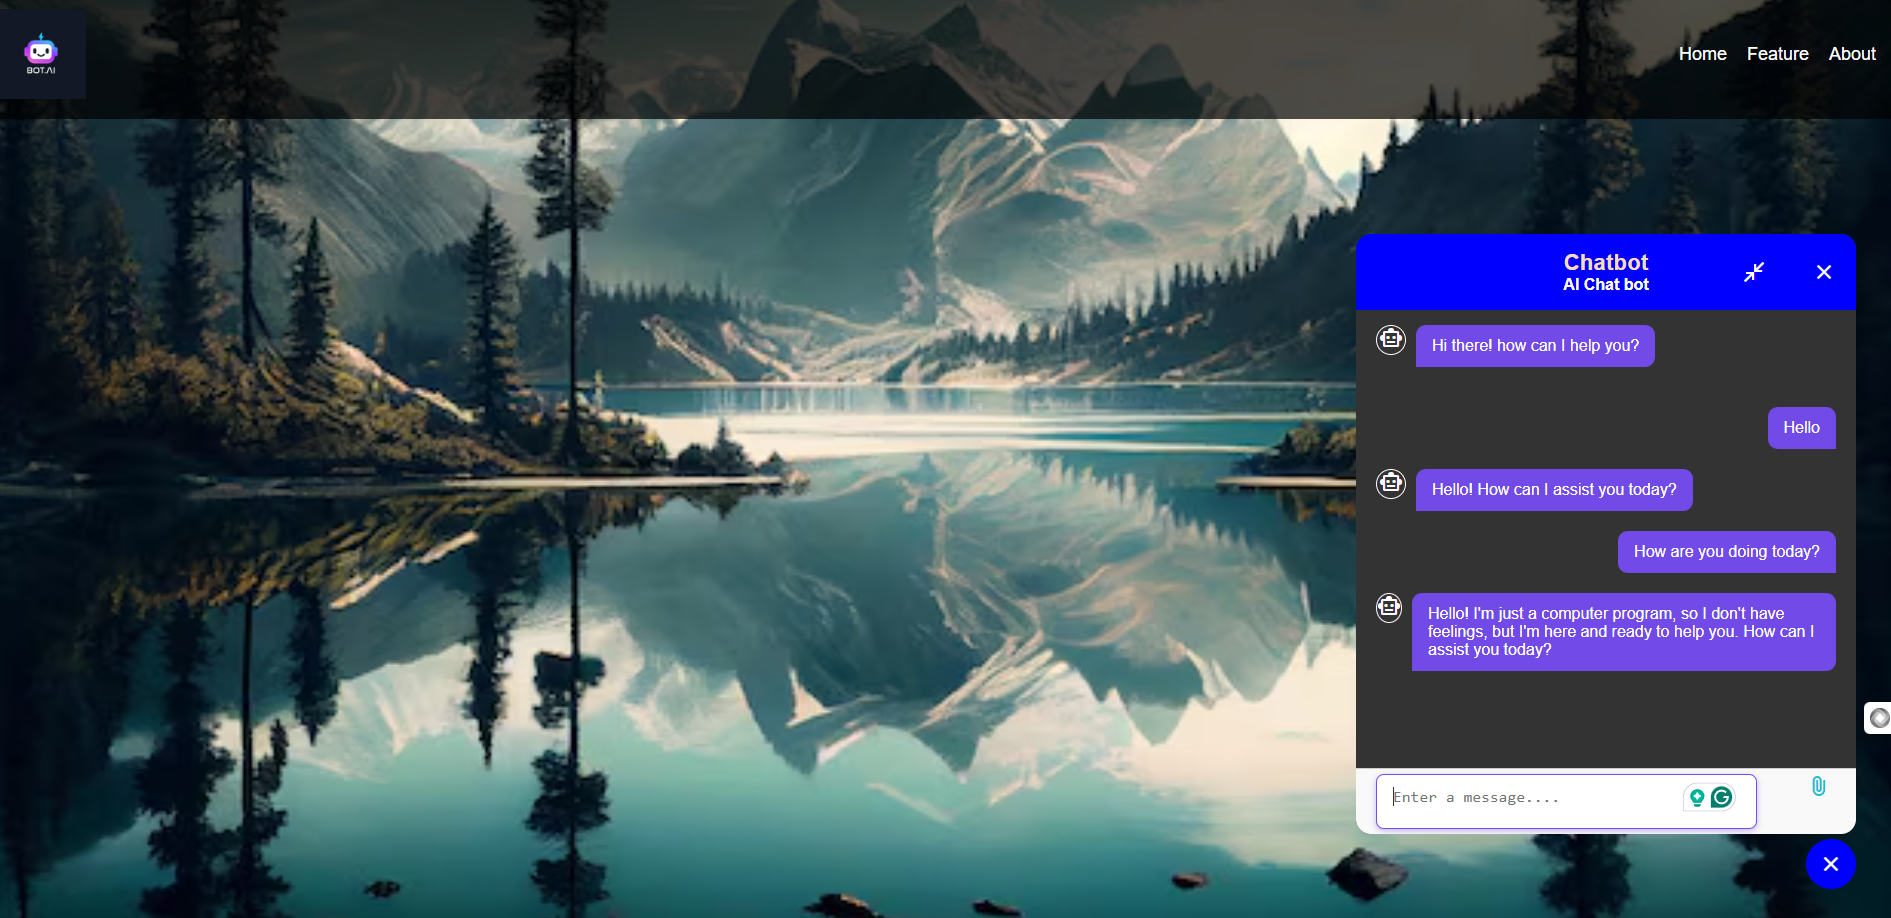 BOT.AI
Home Feature About
Chatbot
AI Chat bot
Hi there! how can I help you?
Hello
Hello! How can I assist you today?
How are you doing today?
Hello! I'm just a computer program, so I don't have
feelings, but I'm here and ready to help you. How can I
assist you today?
Enter a message....